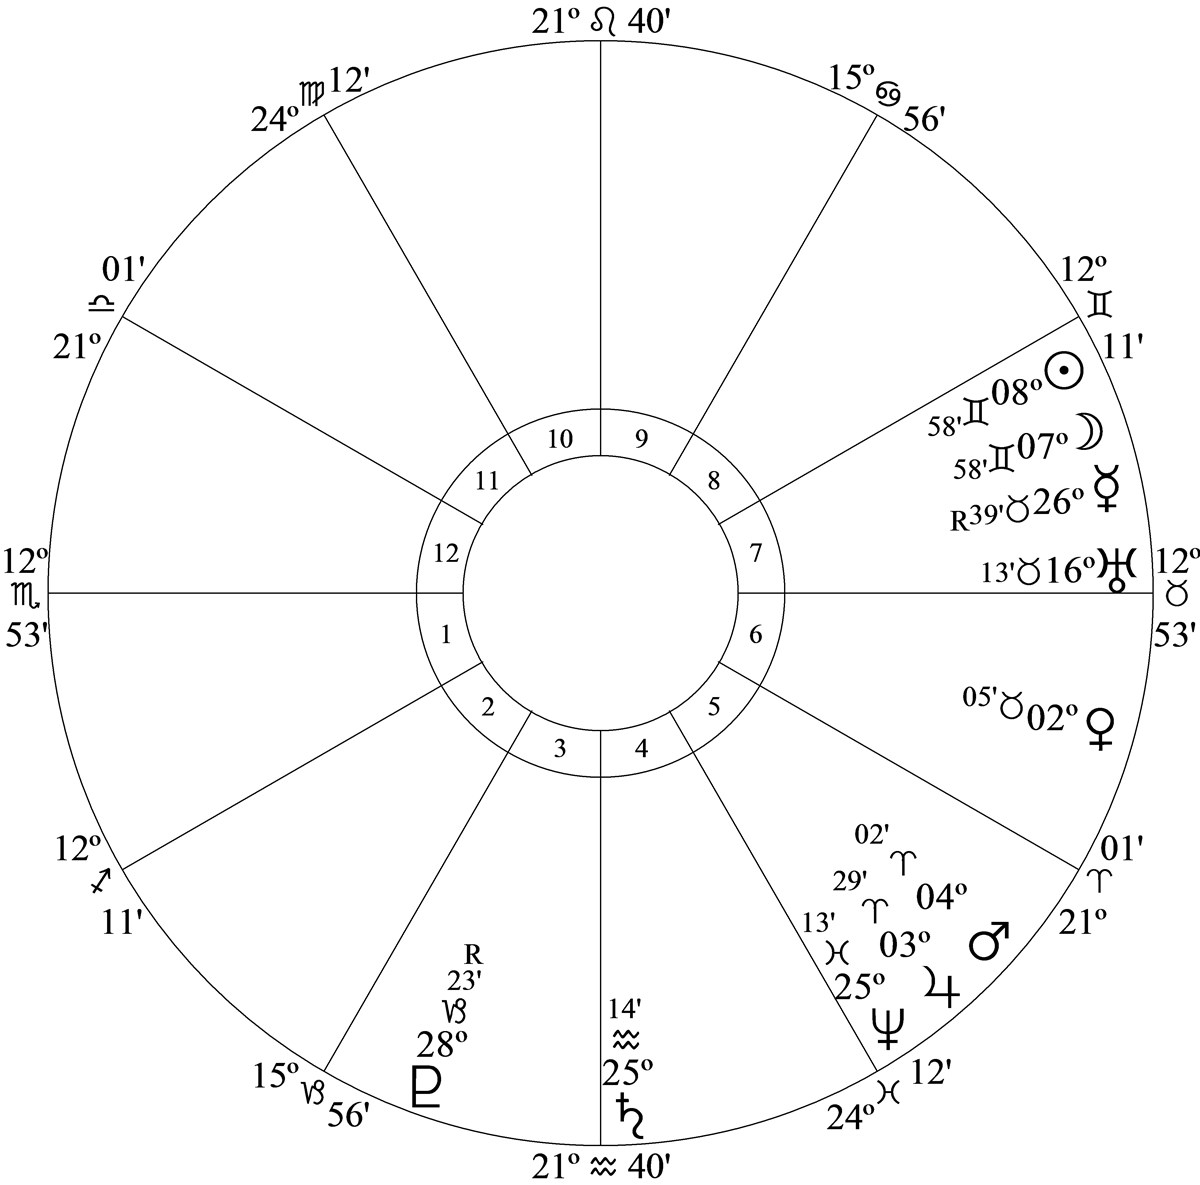 21º ♌ 40'
24º ♍ 12'
15º ♋ 56'
01' ♎ 21º
12º ♊ 11'
10
9
11
8
12
7
1
6
2
5
3
4
08º ♊ 58' ☉
07º ♊ 58' ☽
26º ♉ 39' R ☿
16º ♉ 13' ♅
12º ♏ 53'
12º ♉ 53'
02º ♉ 05' ♀
04º ♈ 02' ♂
03º ♈ 29' ♃
25º ♓ 13' ♆
12º ♐ 11'
01' ♈ 21º
R 23' ♑ 28º ♇
14' ♒ 25º ♄
15º ♑ 56'
24º ♓ 12'
21º ♒ 40'